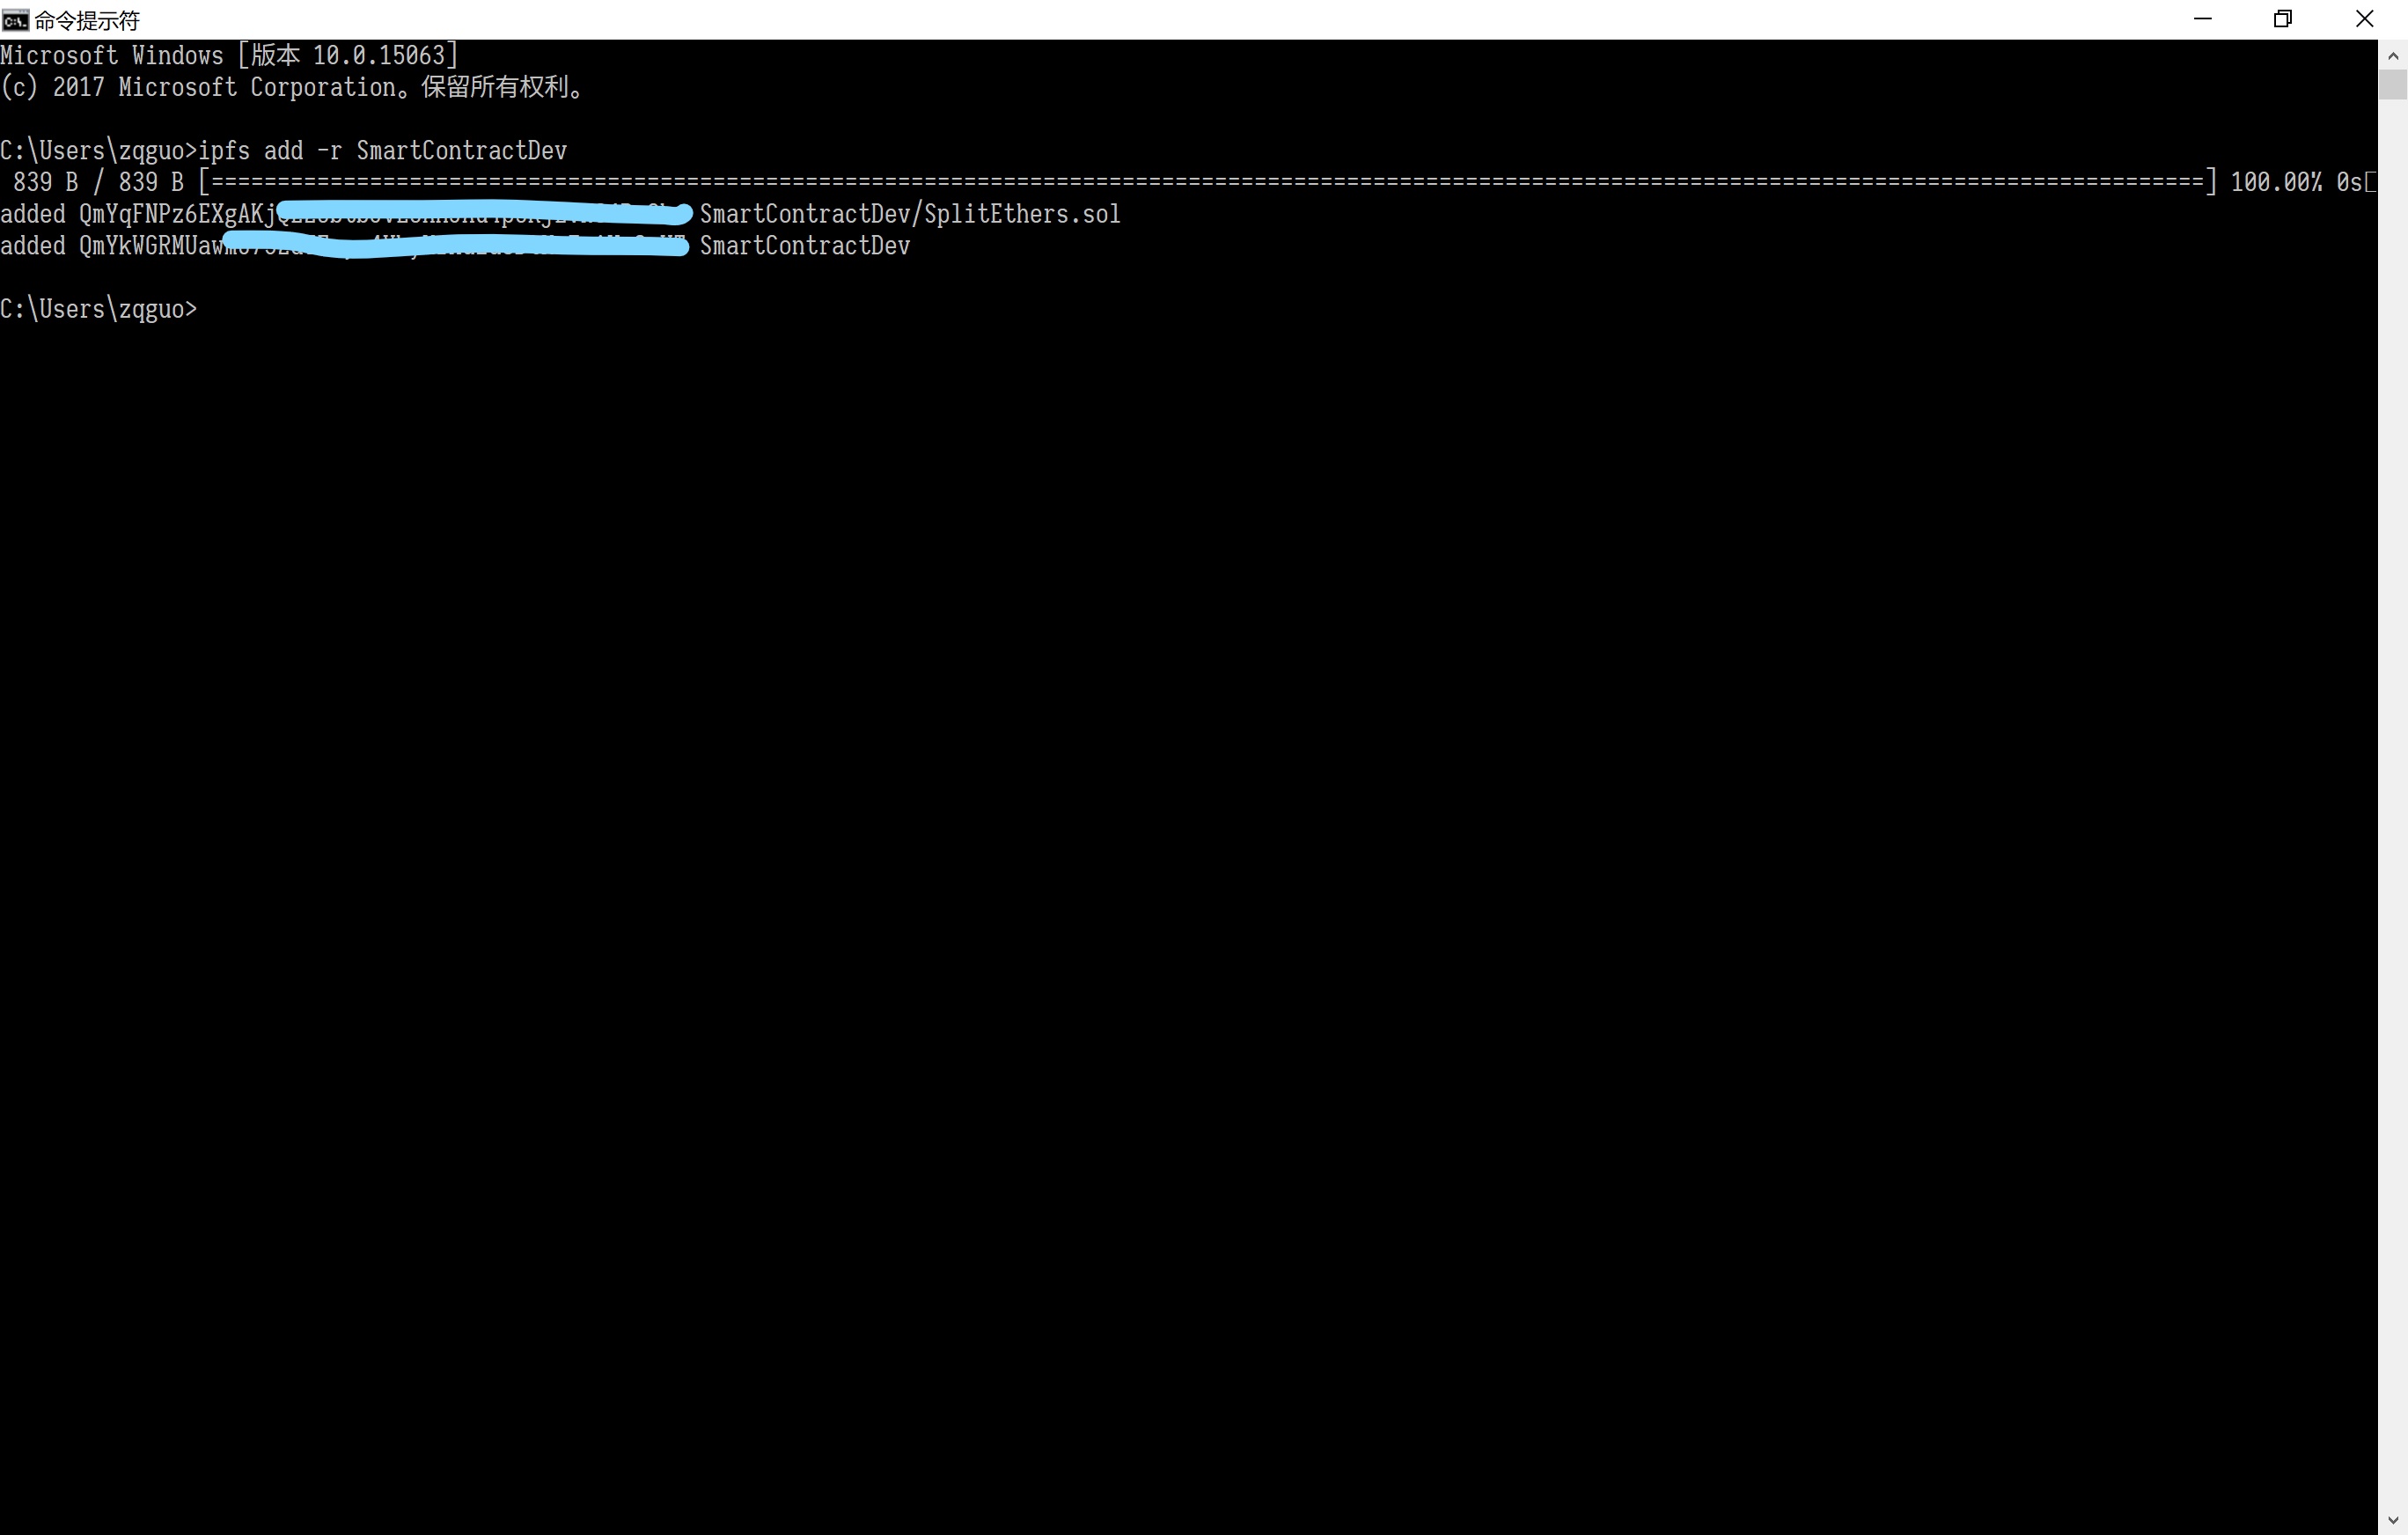 命令提示符
Microsoft Windows [版本 10.0.15063]
(c) 2017 Microsoft Corporation。保留所有权利。
C:\Users\zqguo>ipfs add -r SmartContractDev
839 B / 839 B [=======================================================================================================================================================] 100.00% 0s
added QmYqFNPz6EXgAKj SmartContractDev/SplitEthers.sol
added QmYkWGRMUaw SmartContractDev
C:\Users\zqguo>